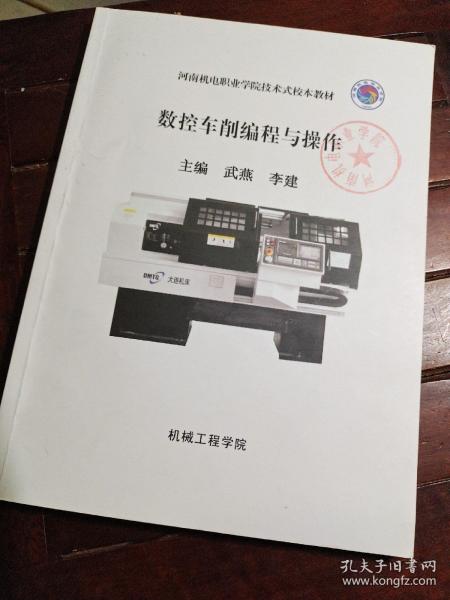 河南机电职业学院技术式校本教材
数控车削编程与操作
主编 武燕 李建
DMTG 大连机床
机械工程学院
孔夫子旧书网
www.kongfz.com